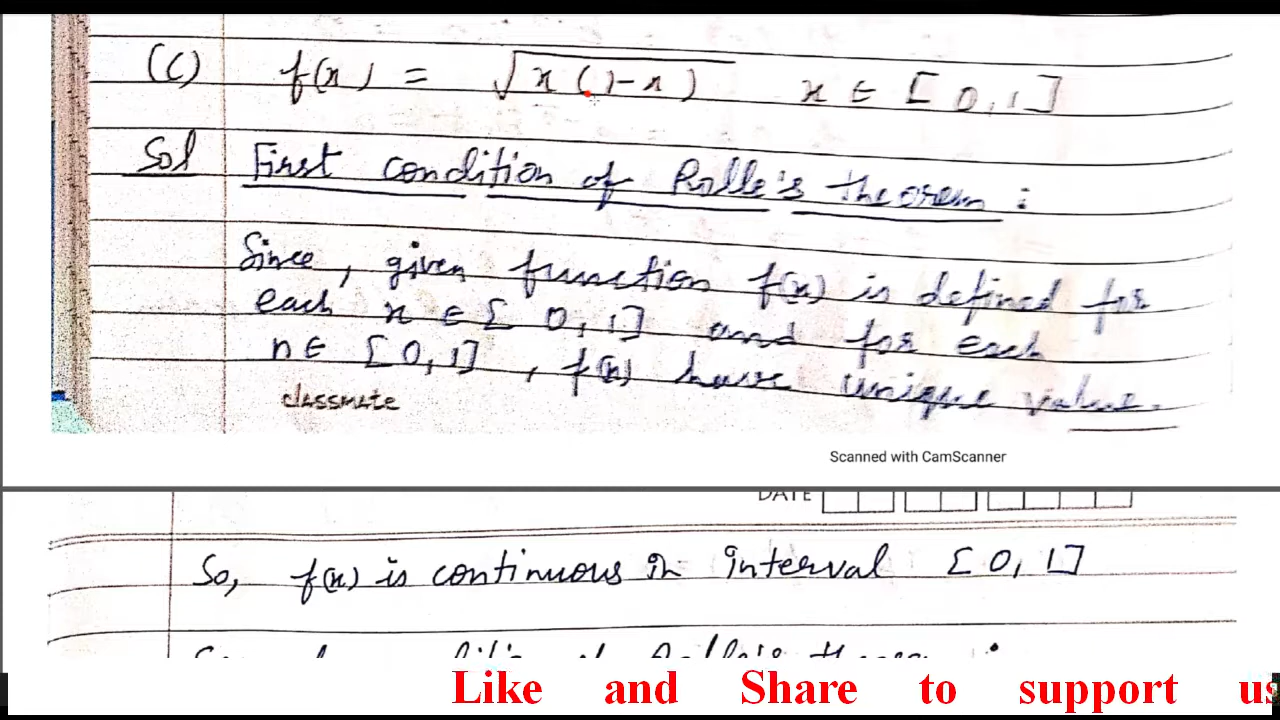 (C) f(x) = √x(1-x) x ∈ [0,1]
Sol First condition of Rolle's theorem :
Since, given function f(x) is defined for
each x ∈ [0,1] and for each
n ∈ [0,1], f(x) have unique value.
classmate
Scanned with CamScanner
DATE
So, f(x) is continuous in interval [0,1]
Like and Share to support us